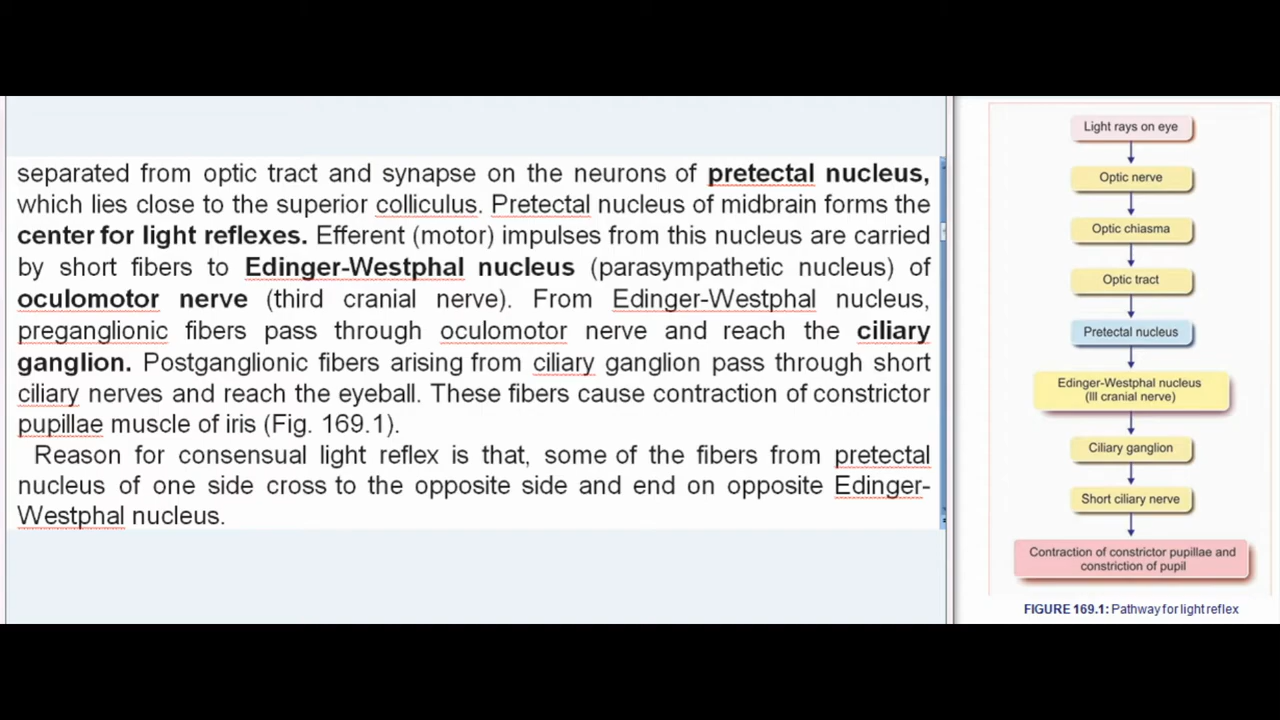 separated from optic tract and synapse on the neurons of pretectal nucleus,
which lies close to the superior colliculus. Pretectal nucleus of midbrain forms the
center for light reflexes. Efferent (motor) impulses from this nucleus are carried
by short fibers to Edinger-Westphal nucleus (parasympathetic nucleus) of
oculomotor nerve (third cranial nerve). From Edinger-Westphal nucleus,
preganglionic fibers pass through oculomotor nerve and reach the ciliary
ganglion. Postganglionic fibers arising from ciliary ganglion pass through short
ciliary nerves and reach the eyeball. These fibers cause contraction of constrictor
pupillae muscle of iris (Fig. 169.1).
Reason for consensual light reflex is that, some of the fibers from pretectal
nucleus of one side cross to the opposite side and end on opposite Edinger-
Westphal nucleus.
Light rays on eye
Optic nerve
Optic chiasma
Optic tract
Pretectal nucleus
Edinger-Westphal nucleus
(III cranial nerve)
Ciliary ganglion
Short ciliary nerve
Contraction of constrictor pupillae and
constriction of pupil
FIGURE 169.1: Pathway for light reflex